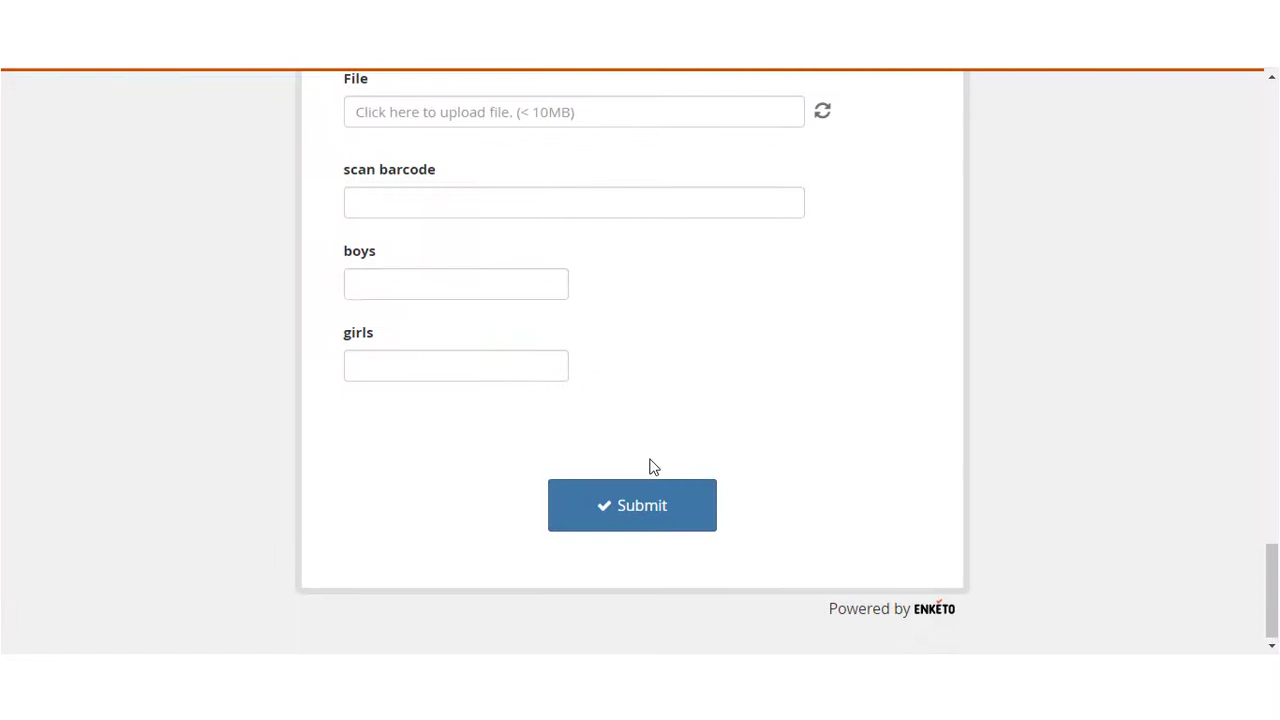 File
Click here to upload file. (< 10MB)
scan barcode
boys
girls
Submit
Powered by ENKETO